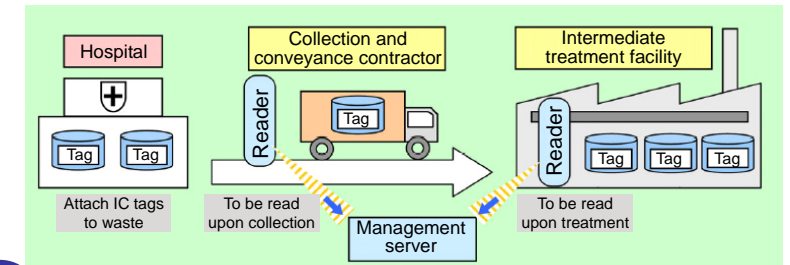 Hospital
Collection and
conveyance contractor
Intermediate
treatment facility
Tag
Tag
Reader
Tag
Reader
Tag
Tag
Tag
Attach IC tags
to waste
To be read
upon collection
Management
server
To be read
upon treatment